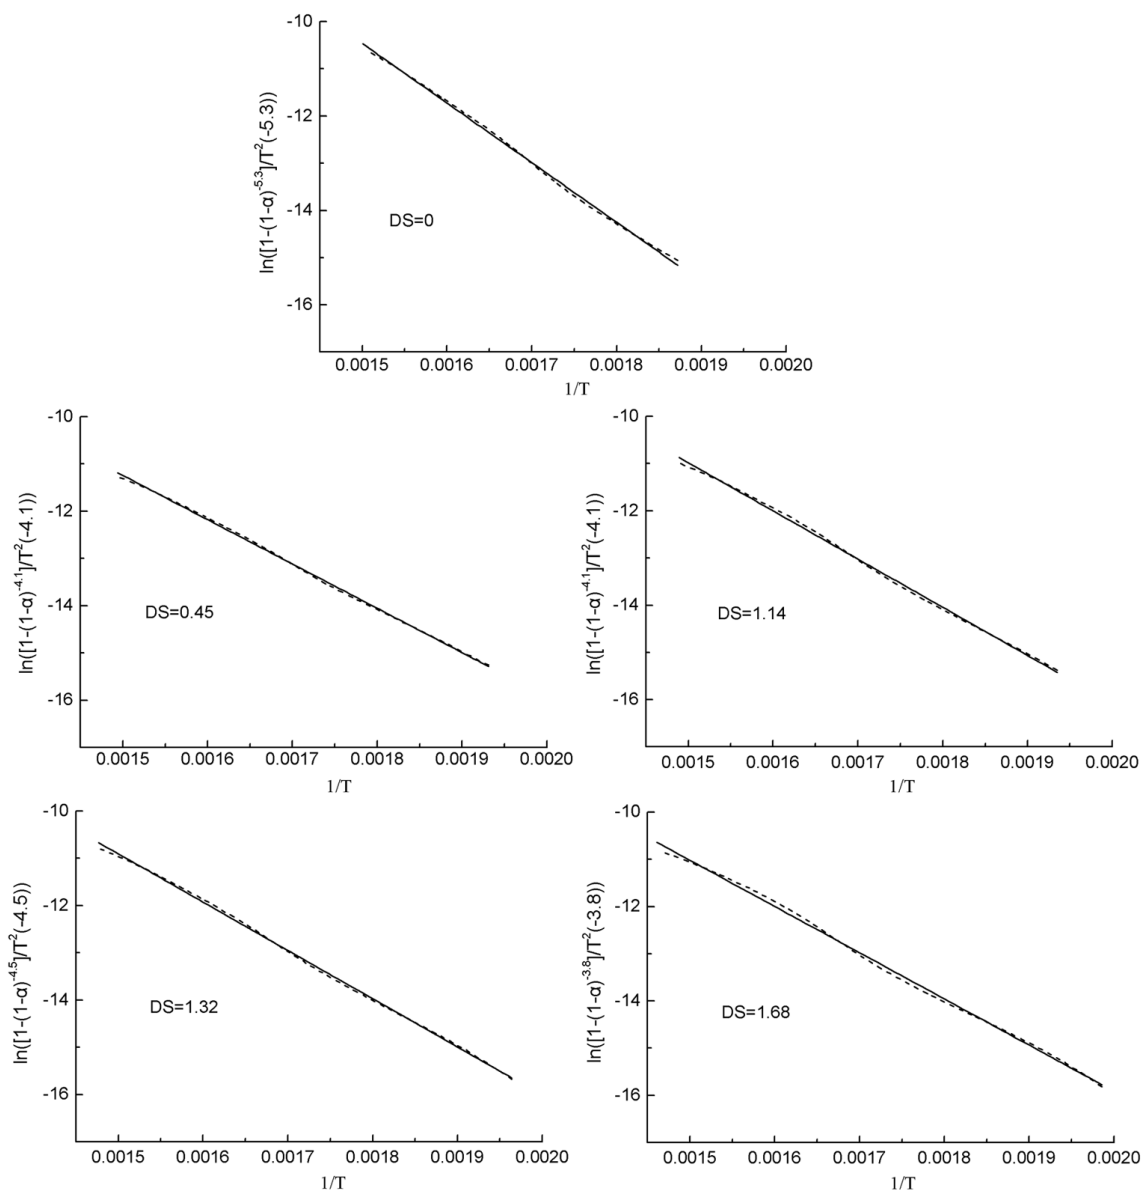 -10
-12
-14
-16
ln([1-(1-α)^-5.3]/T^2(-5.3))
DS=0
0.0015 0.0016 0.0017 0.0018 0.0019 0.0020
1/T
-10
-12
-14
-16
ln([1-(1-α)^-4.1]/T^2(-4.1))
DS=0.45
0.0015 0.0016 0.0017 0.0018 0.0019 0.0020
1/T
-10
-12
-14
-16
ln([1-(1-α)^-4.1]/T^2(-4.1))
DS=1.14
0.0015 0.0016 0.0017 0.0018 0.0019 0.0020
1/T
-10
-12
-14
-16
ln([1-(1-α)^-4.5]/T^2(-4.5))
DS=1.32
0.0015 0.0016 0.0017 0.0018 0.0019 0.0020
1/T
-10
-12
-14
-16
ln([1-(1-α)^-3.8]/T^2(-3.8))
DS=1.68
0.0015 0.0016 0.0017 0.0018 0.0019 0.0020
1/T